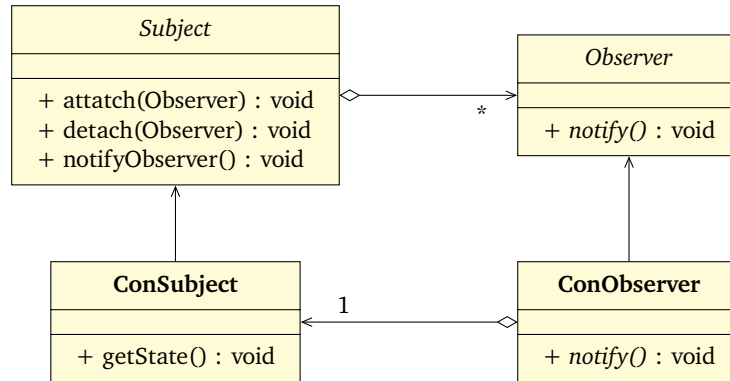 Subject
+ attatch(Observer) : void
+ detach(Observer) : void
+ notifyObserver() : void
*
Observer
+ notify() : void
ConSubject
+ getState() : void
1
ConObserver
+ notify() : void